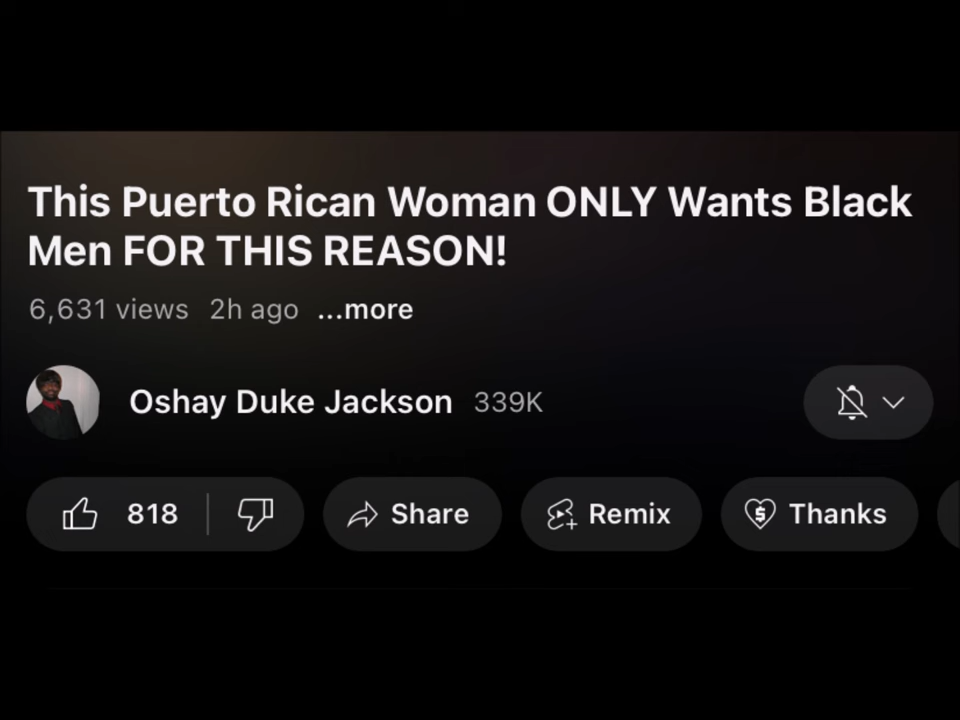 This Puerto Rican Woman ONLY Wants Black
Men FOR THIS REASON!
6,631 views 2h ago ...more
Oshay Duke Jackson 339K
818 Share Remix Thanks